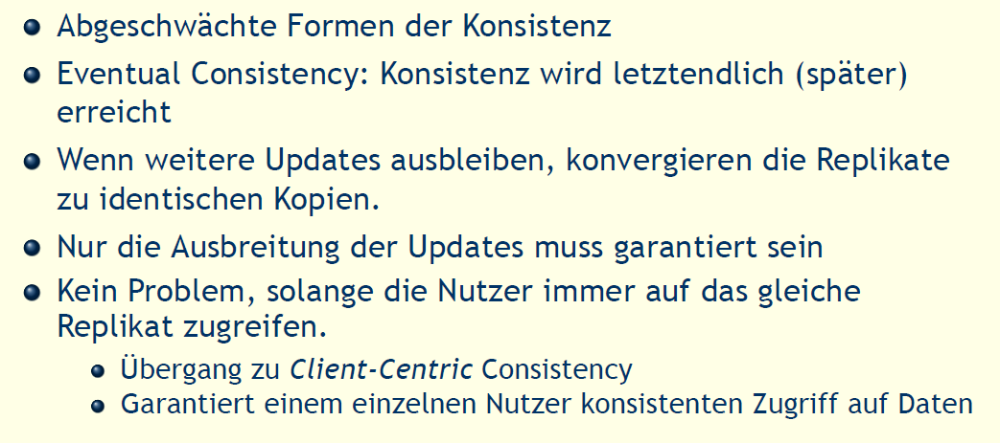 Abgeschwächte Formen der Konsistenz
Eventual Consistency: Konsistenz wird letztendlich (später)
erreicht
Wenn weitere Updates ausbleiben, konvergieren die Replikate
zu identischen Kopien.
Nur die Ausbreitung der Updates muss garantiert sein
Kein Problem, solange die Nutzer immer auf das gleiche
Replikat zugreifen.
Übergang zu Client-Centric Consistency
Garantiert einem einzelnen Nutzer konsistenten Zugriff auf Daten